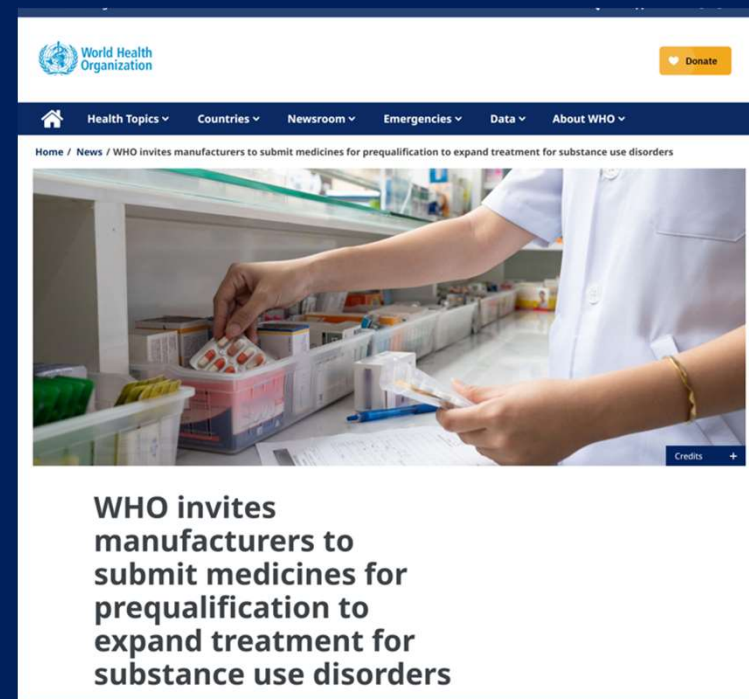 World Health
Organization
Donate
Health Topics
Countries
Newsroom
Emergencies
Data
About WHO
Home / News / WHO invites manufacturers to submit medicines for prequalification to expand treatment for substance use disorders
Credits +
WHO invites
manufacturers to
submit medicines for
prequalification to
expand treatment for
substance use disorders